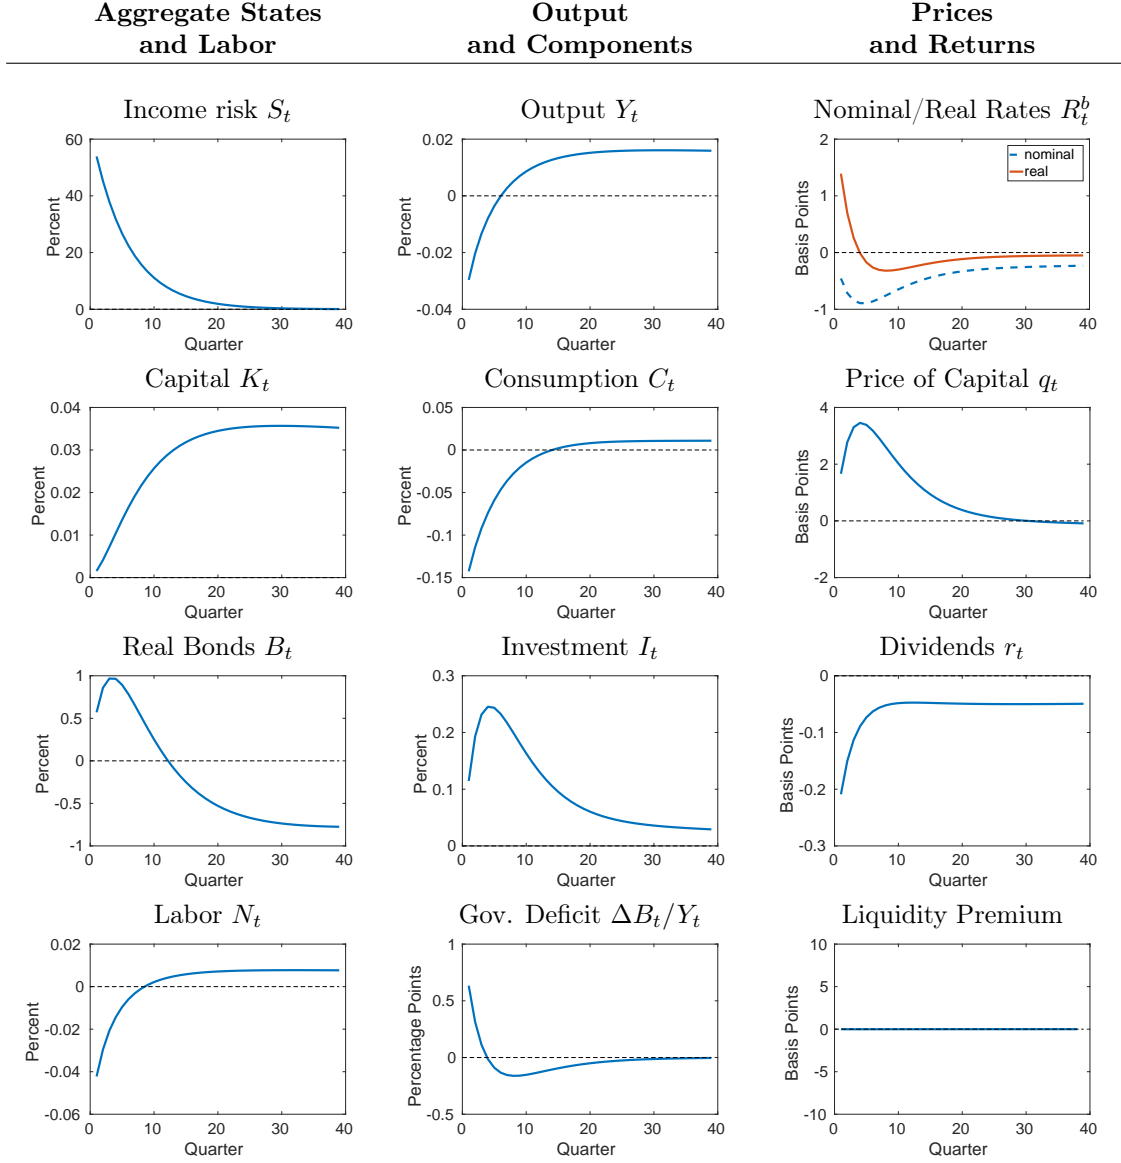 Aggregate States
and Labor
Output
and Components
Prices
and Returns
Income risk S_t
60
40
20
0
Percent
0 10 20 30 40
Quarter
Output Y_t
0.02
0
-0.02
-0.04
Percent
0 10 20 30 40
Quarter
Nominal/Real Rates R_t^b
2
1
0
-1
Basis Points
nominal
real
0 10 20 30 40
Quarter
Capital K_t
0.04
0.03
0.02
0.01
0
Percent
0 10 20 30 40
Quarter
Consumption C_t
0.05
0
-0.05
-0.1
-0.15
Percent
0 10 20 30 40
Quarter
Price of Capital q_t
4
2
0
-2
Basis Points
0 10 20 30 40
Quarter
Real Bonds B_t
1
0.5
0
-0.5
-1
Percent
0 10 20 30 40
Quarter
Investment I_t
0.3
0.2
0.1
0
Percent
0 10 20 30 40
Quarter
Dividends r_t
0
-0.1
-0.2
-0.3
Basis Points
0 10 20 30 40
Quarter
Labor N_t
0.02
0
-0.02
-0.04
-0.06
Percent
0 10 20 30 40
Quarter
Gov. Deficit ΔB_t/Y_t
1
0.5
0
-0.5
Percentage Points
0 10 20 30 40
Quarter
Liquidity Premium
10
5
0
-5
-10
Basis Points
0 10 20 30 40
Quarter